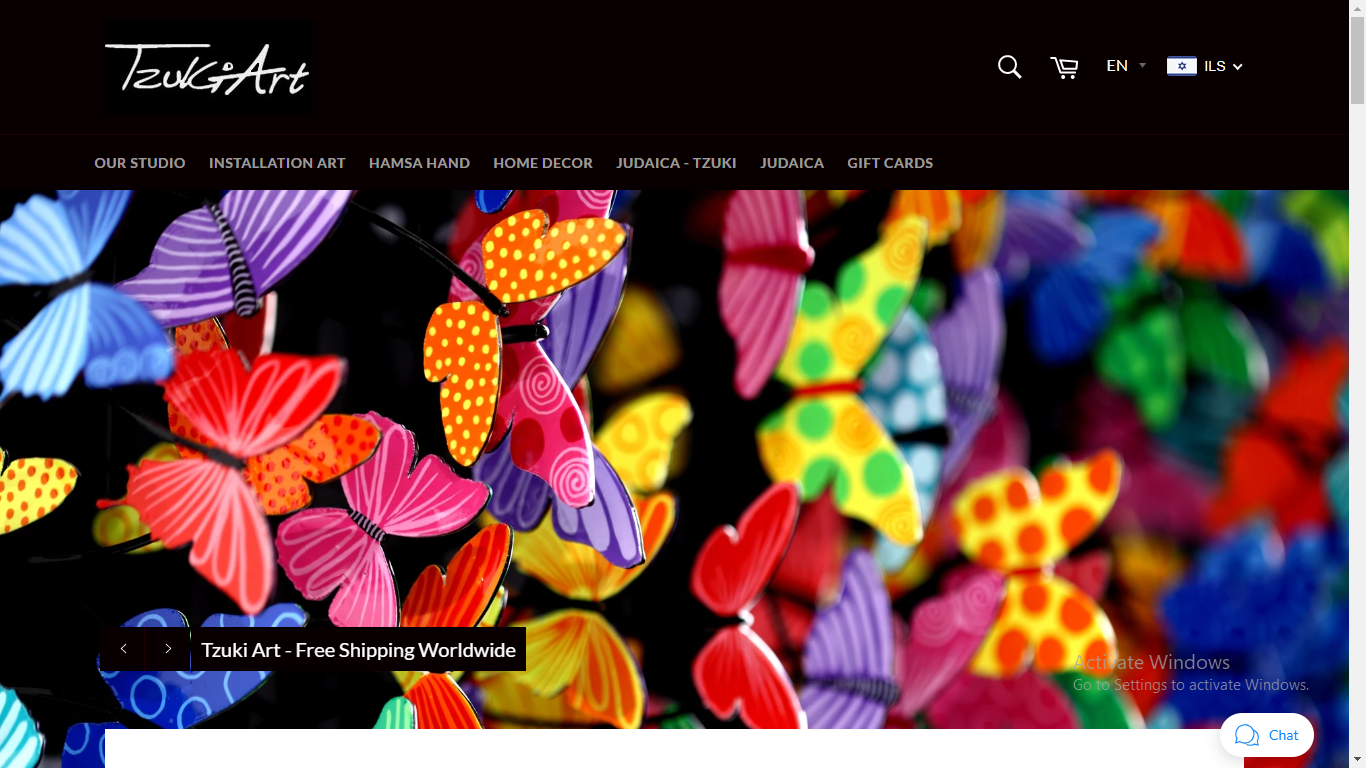 TzukiArt
EN
ILS
OUR STUDIO
INSTALLATION ART
HAMSA HAND
HOME DECOR
JUDAICA - TZUKI
JUDAICA
GIFT CARDS
Tzuki Art - Free Shipping Worldwide
Activate Windows
Go to Settings to activate Windows.
Chat